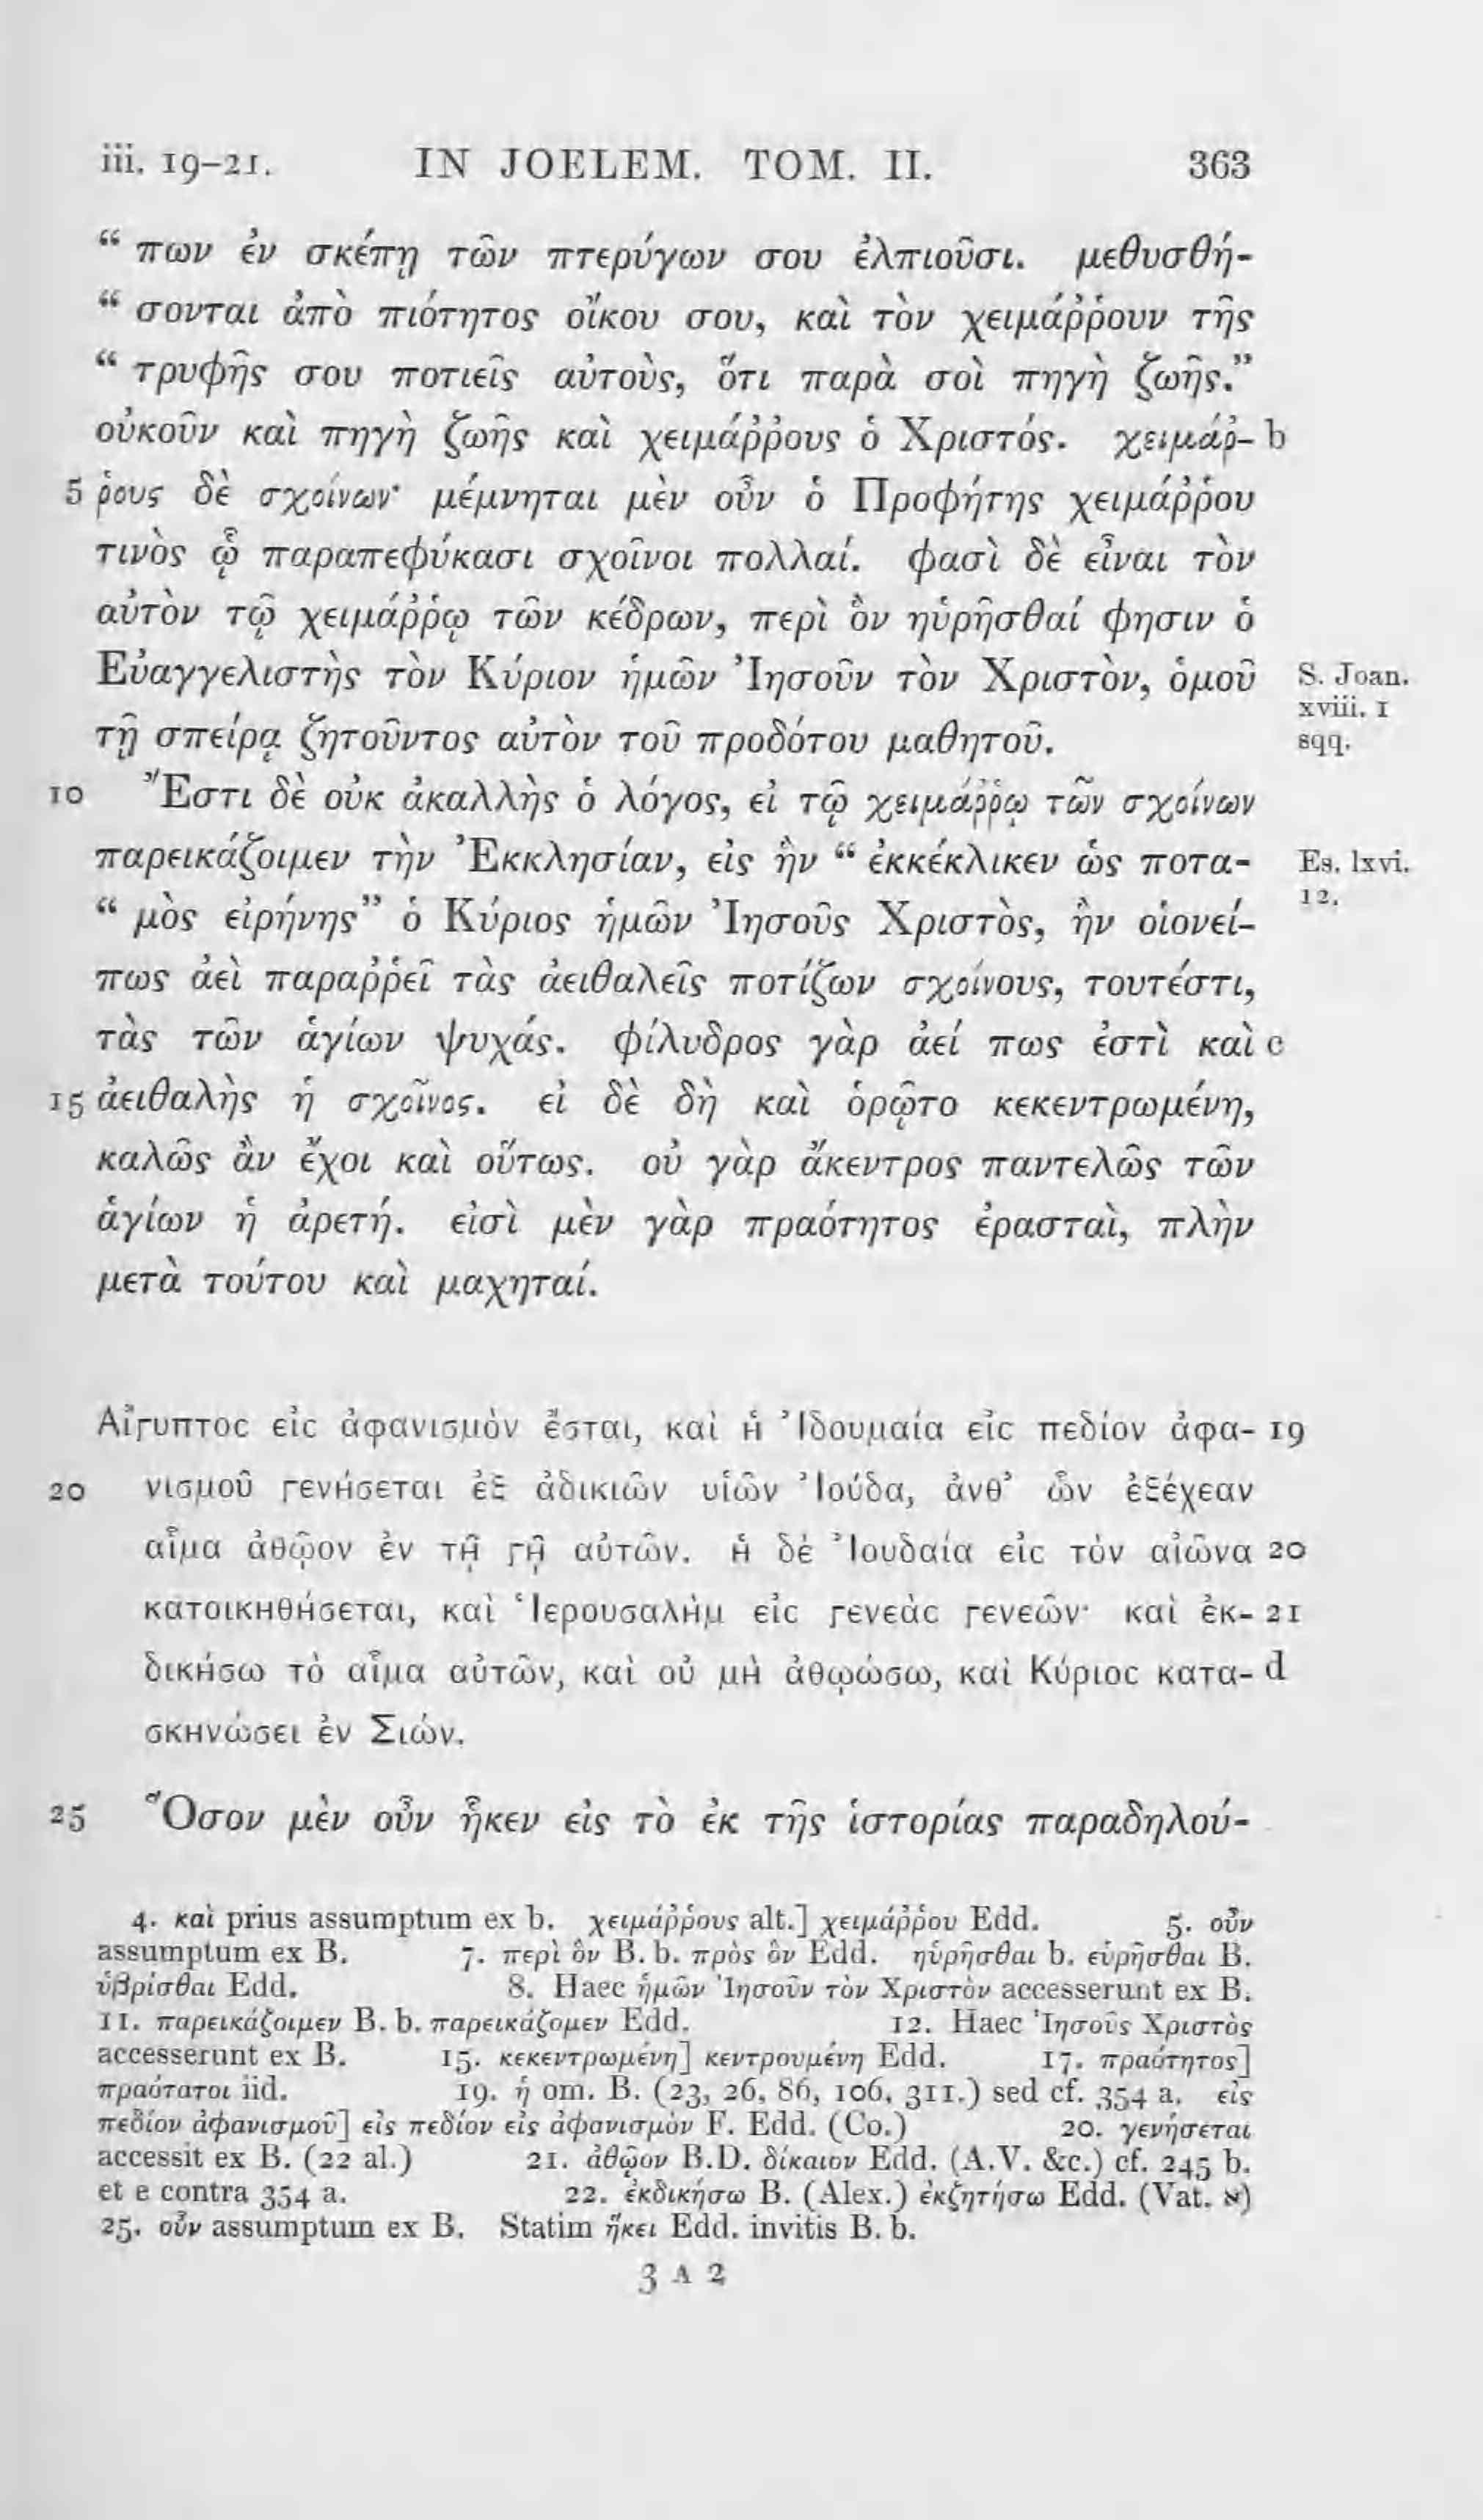 iii. 19–21. IN JOELEM. TOM. II. 363
“ πων ἐν σκέπῃ τῶν πτερύγων σου ἐλπιοῦσι. μεθυσθή-
“ σονται ἀπὸ πιότητος οἴκου σου, καὶ τὸν χειμάῤῥουν τῆς
“ τρυφῆς σου ποτιεῖς αὐτοὺς, ὅτι παρὰ σοὶ πηγὴ ζωῆς.”
οὐκοῦν καὶ πηγὴ ζωῆς καὶ χειμάῤῥους ὁ Χριστός. χειμάῤ- b
5 ῥους δὲ σχοίνων· μέμνηται μὲν οὖν ὁ Προφήτης χειμάῤῥου
τινὸς ᾧ παραπεφύκασι σχοῖνοι πολλαί. φασὶ δὲ εἶναι τὸν
αὐτὸν τῷ χειμάῤῥῳ τῶν κέδρων, περὶ ὃν ηὑρῆσθαί φησιν ὁ
Εὐαγγελιστὴς τὸν Κύριον ἡμῶν Ἰησοῦν τὸν Χριστὸν, ὁμοῦ S. Joan.
xviii. 1
τῇ σπείρᾳ ζητοῦντος αὐτὸν τοῦ προδότου μαθητοῦ. sqq.
10 Ἔστι δὲ οὐκ ἀκαλλὴς ὁ λόγος, εἰ τῷ χειμάῤῥῳ τῶν σχοίνων
παρεικάζοιμεν τὴν Ἐκκλησίαν, εἰς ἣν “ ἐκκέκλικεν ὡς ποτα- Es. lxvi.
12.
“ μὸς εἰρήνης” ὁ Κύριος ἡμῶν Ἰησοῦς Χριστὸς, ἣν οἱονεί-
πως ἀεὶ παραῤῥεῖ τὰς ἀειθαλεῖς ποτίζων σχοίνους, τουτέστι,
τὰς τῶν ἁγίων ψυχάς. φίλυδρος γὰρ ἀεί πως ἐστὶ καὶ c
15 ἀειθαλὴς ἡ σχοῖνος. εἰ δὲ δὴ καὶ ὁρῷτο κεκεντρωμένη,
καλῶς ἂν ἔχοι καὶ οὕτως. οὐ γὰρ ἄκεντρος παντελῶς τῶν
ἁγίων ἡ ἀρετή. εἰσὶ μὲν γὰρ πραότητος ἐρασταὶ, πλὴν
μετὰ τούτου καὶ μαχηταί.
Αἴγυπτος εἰς ἀφανισμὸν ἔσται, καὶ ἡ Ἰδουμαία εἰς πεδίον ἀφα- 19
20 νισμοῦ γενήσεται ἐξ ἀδικιῶν υἱῶν Ἰούδα, ἀνθ’ ὧν ἐξέχεαν
αἷμα ἀθῷον ἐν τῇ γῇ αὐτῶν. ἡ δὲ Ἰουδαία εἰς τὸν αἰῶνα 20
κατοικηθήσεται, καὶ Ἱερουσαλὴμ εἰς γενεὰς γενεῶν· καὶ ἐκ- 21
δικήσω τὸ αἷμα αὐτῶν, καὶ οὐ μὴ ἀθῳώσω, καὶ Κύριος κατα- d
σκηνώσει ἐν Σιών.
25 Ὅσον μὲν οὖν ἧκεν εἰς τὸ ἐκ τῆς ἱστορίας παραδηλού-
4. καὶ prius assumptum ex b. χειμάῤῥους alt.] χειμάῤῥου Edd. 5. οὖν
assumptum ex B. 7. περὶ ὃν B. b. πρὸς ὃν Edd. ηὑρῆσθαι b. εὑρῆσθαι B.
ὑβρίσθαι Edd. 8. Haec ἡμῶν Ἰησοῦν τὸν Χριστὸν accesserunt ex B.
11. παρεικάζοιμεν B. b. παρεικάζομεν Edd. 12. Haec Ἰησοῦς Χριστὸς
accesserunt ex B. 15. κεκεντρωμένη] κεντρουμένη Edd. 17. πραότητος]
πραότατοι iid. 19. ἡ om. B. (23, 26, 86, 106, 311.) sed cf. 354 a. εἰς
πεδίον ἀφανισμοῦ] εἰς πεδίον εἰς ἀφανισμὸν F. Edd. (Co.) 20. γενήσεται
accessit ex B. (22 al.) 21. ἀθῷον B.D. δίκαιον Edd. (A.V. &c.) cf. 245 b.
et e contra 354 a. 22. ἐκδικήσω B. (Alex.) ἐκζητήσω Edd. (Vat. א)
25. οὖν assumptum ex B. Statim ἥκει Edd. invitis B. b.
3 A 2